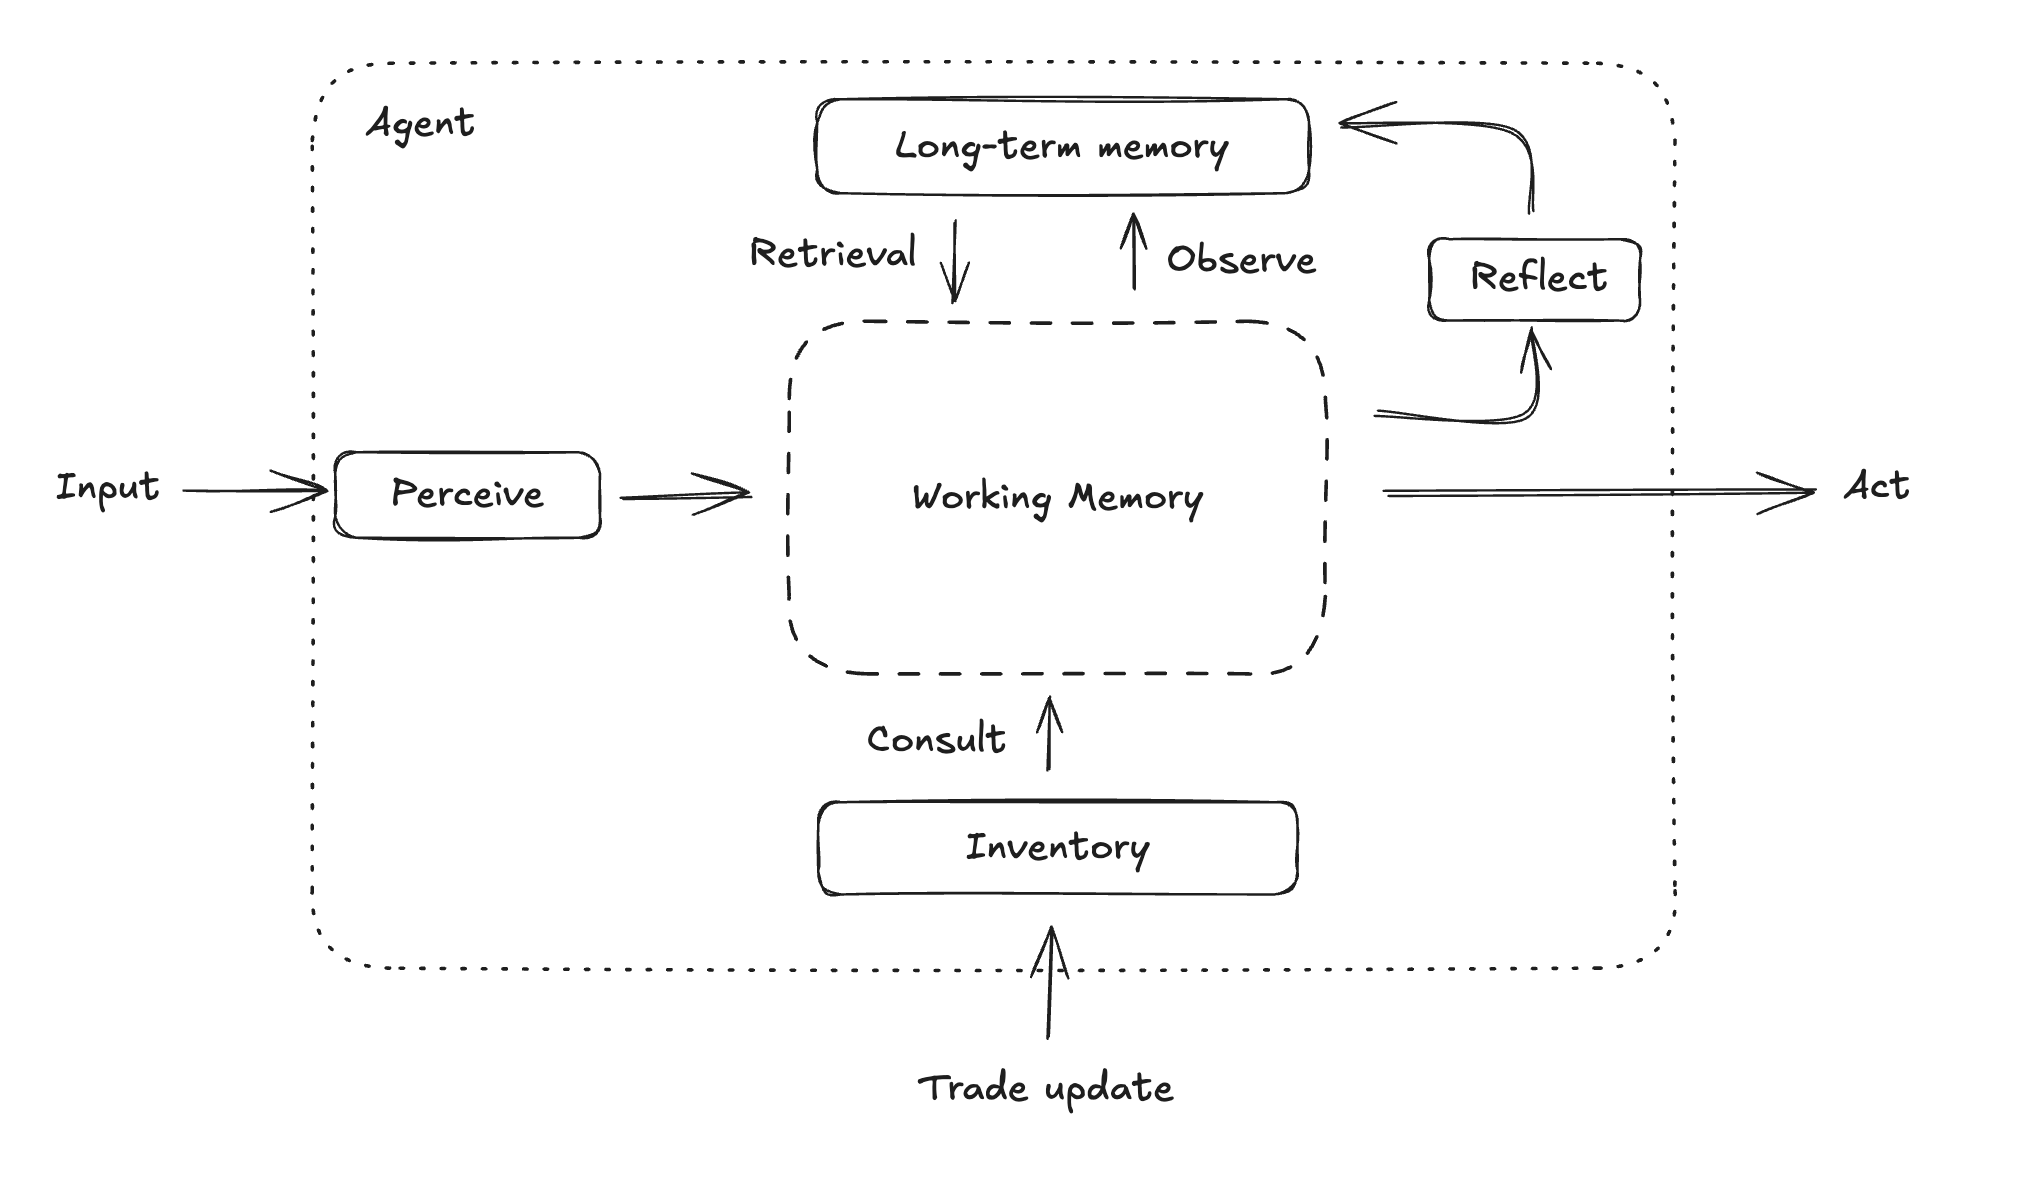 Agent
Long-term memory
Retrieval
Observe
Reflect
Input
Perceive
Working Memory
Act
Consult
Inventory
Trade update